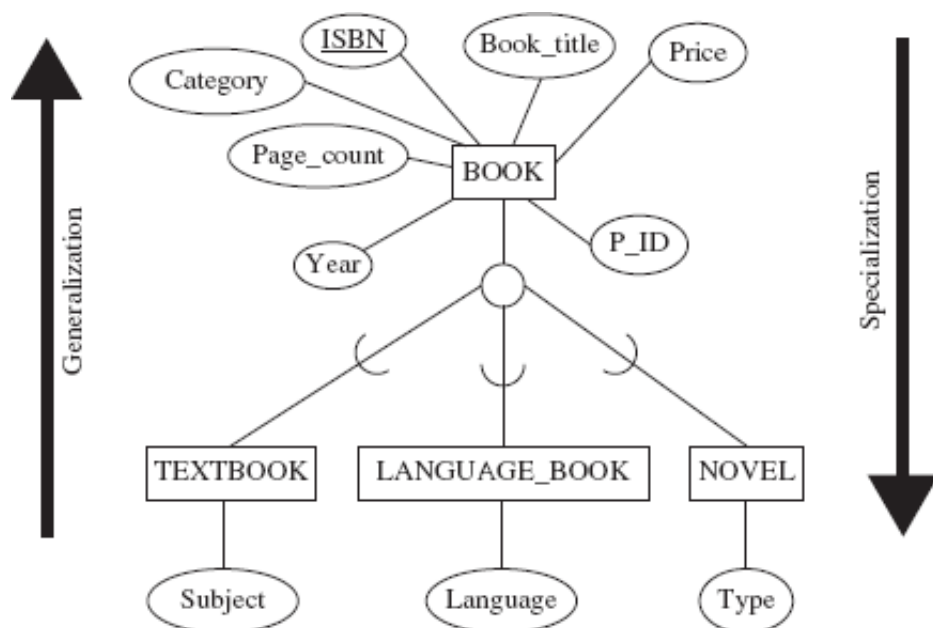 ISBN
Book_title
Price
Category
Page_count
BOOK
Year
P_ID
Generalization
Specialization
TEXTBOOK
LANGUAGE_BOOK
NOVEL
Subject
Language
Type